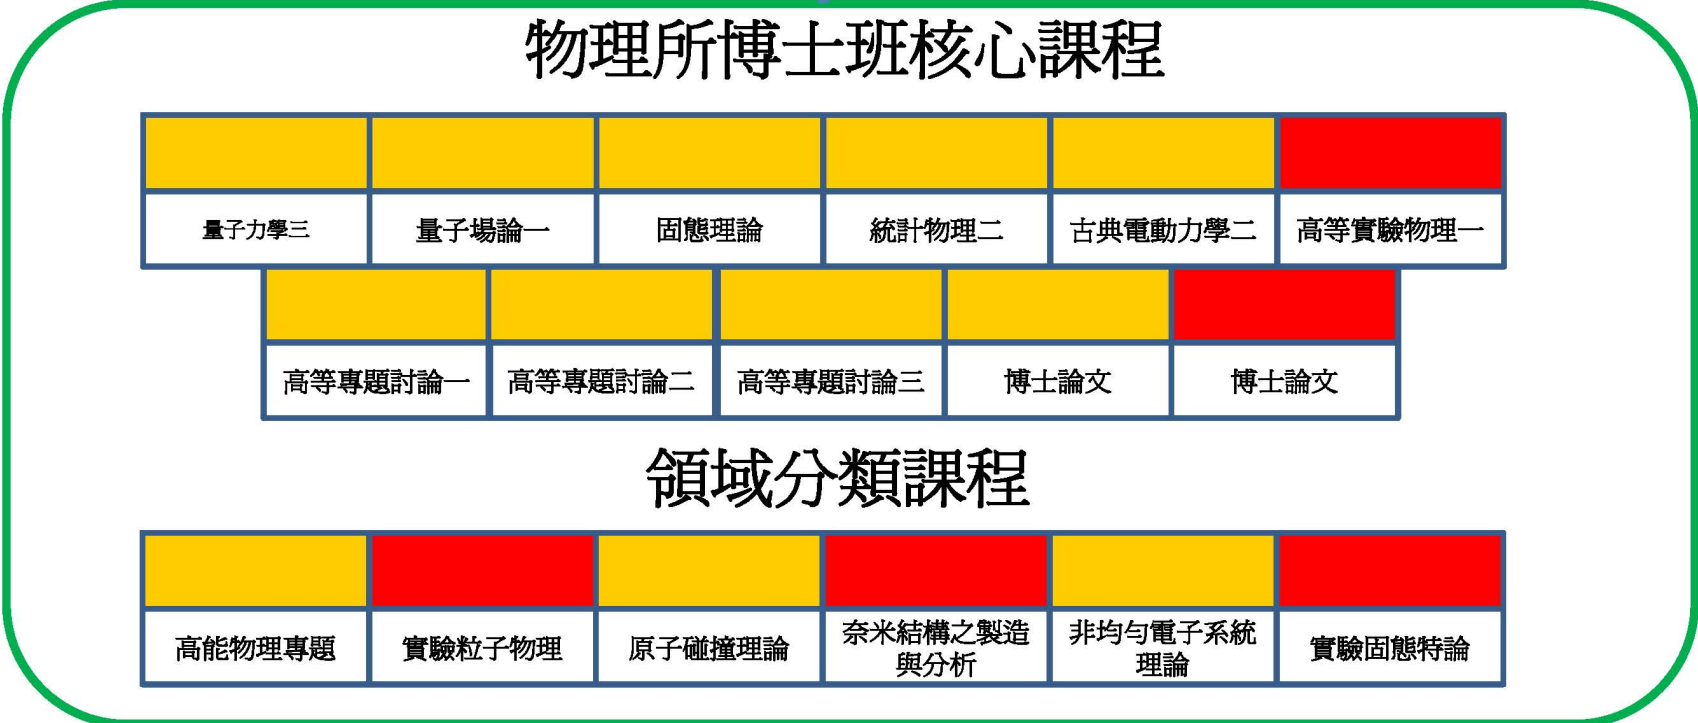 物理所博士班核心課程
量子力學三
量子場論一
固態理論
統計物理二
古典電動力學二
高等實驗物理一
高等專題討論一
高等專題討論二
高等專題討論三
博士論文
博士論文
領域分類課程
高能物理專題
實驗粒子物理
原子碰撞理論
奈米結構之製造
與分析
非均勻電子系統
理論
實驗固態特論